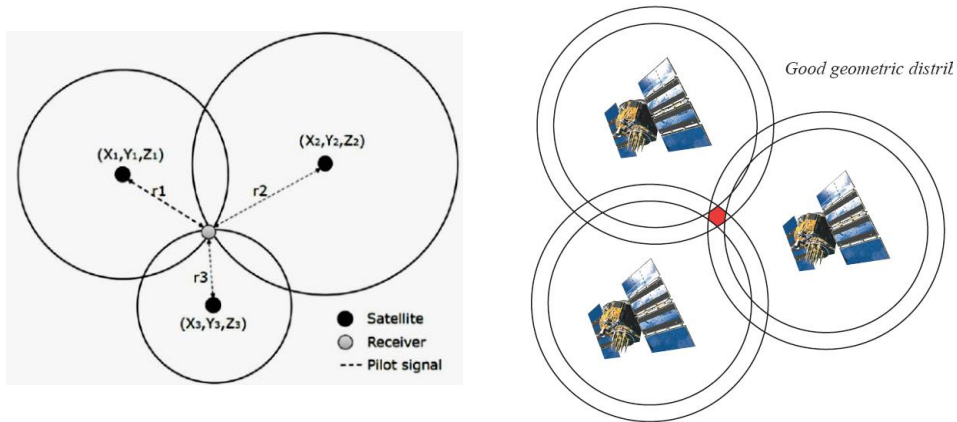 (X1,Y1,Z1)
(X2,Y2,Z2)
r1
r2
r3
(X3,Y3,Z3)
Satellite
Receiver
Pilot signal
Good geometric distrib